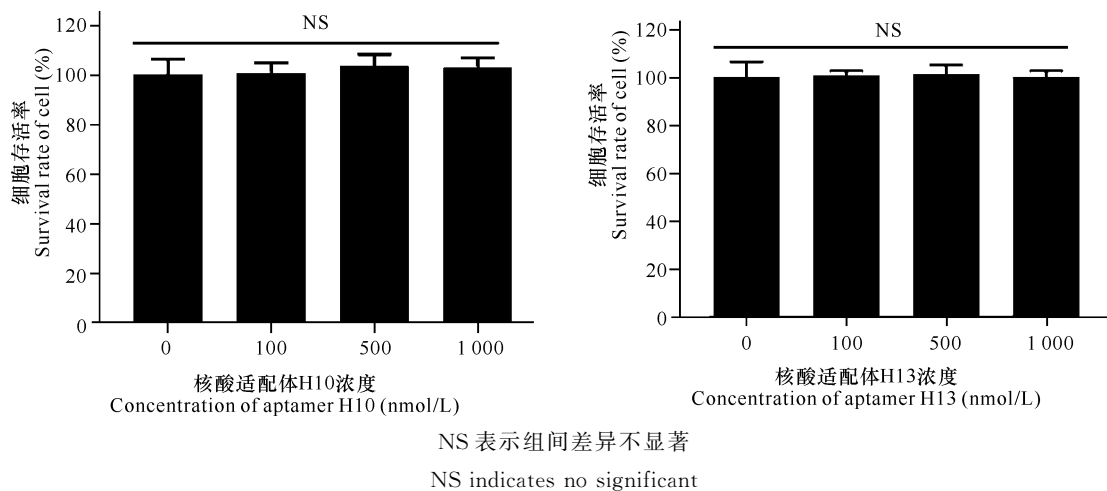 NS
120
100
80
60
40
20
0
细胞存活率
Survival rate of cell (%)
0 100 500 1 000
核酸适配体H10浓度
Concentration of aptamer H10 (nmol/L)
NS
120
100
80
60
40
20
0
细胞存活率
Survival rate of cell (%)
0 100 500 1 000
核酸适配体H13浓度
Concentration of aptamer H13 (nmol/L)
NS 表示组间差异不显著
NS indicates no significant